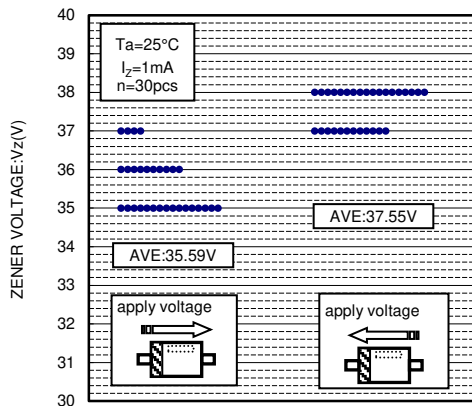 40
39
38
37
36
35
34
33
32
31
30
ZENER VOLTAGE:Vz(V)
Ta=25°C
IZ=1mA
n=30pcs
AVE:35.59V
AVE:37.55V
apply voltage
apply voltage